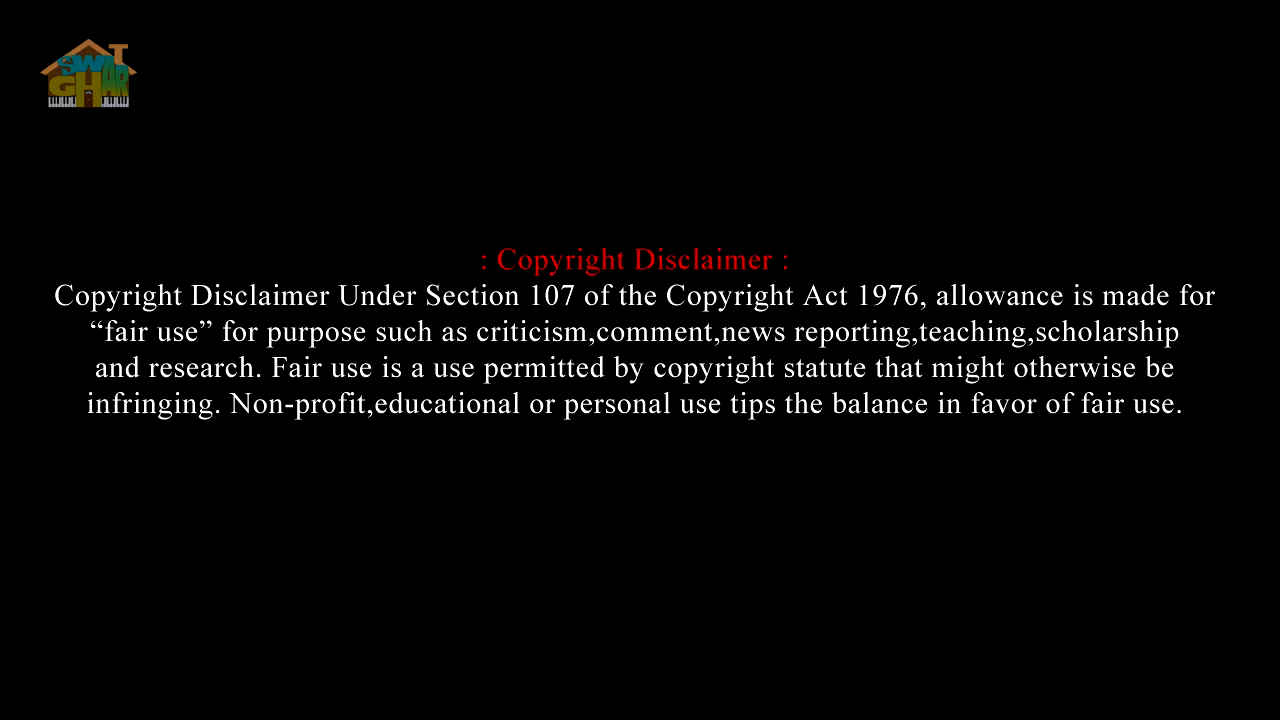 SWT
GHAR
: Copyright Disclaimer :
Copyright Disclaimer Under Section 107 of the Copyright Act 1976, allowance is made for
“fair use” for purpose such as criticism,comment,news reporting,teaching,scholarship
and research. Fair use is a use permitted by copyright statute that might otherwise be
infringing. Non-profit,educational or personal use tips the balance in favor of fair use.